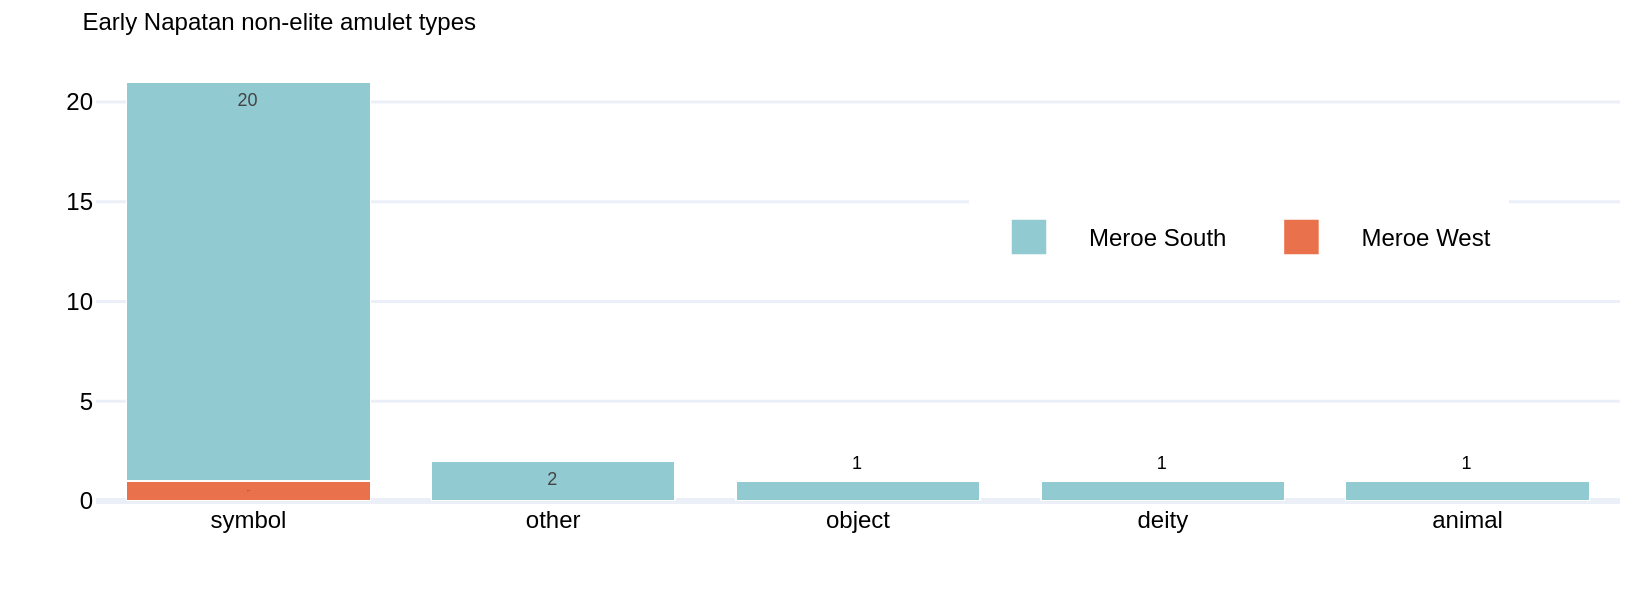 Early Napatan non-elite amulet types
20
15
10
5
0
20
2
1
1
1
Meroe South
Meroe West
symbol
other
object
deity
animal